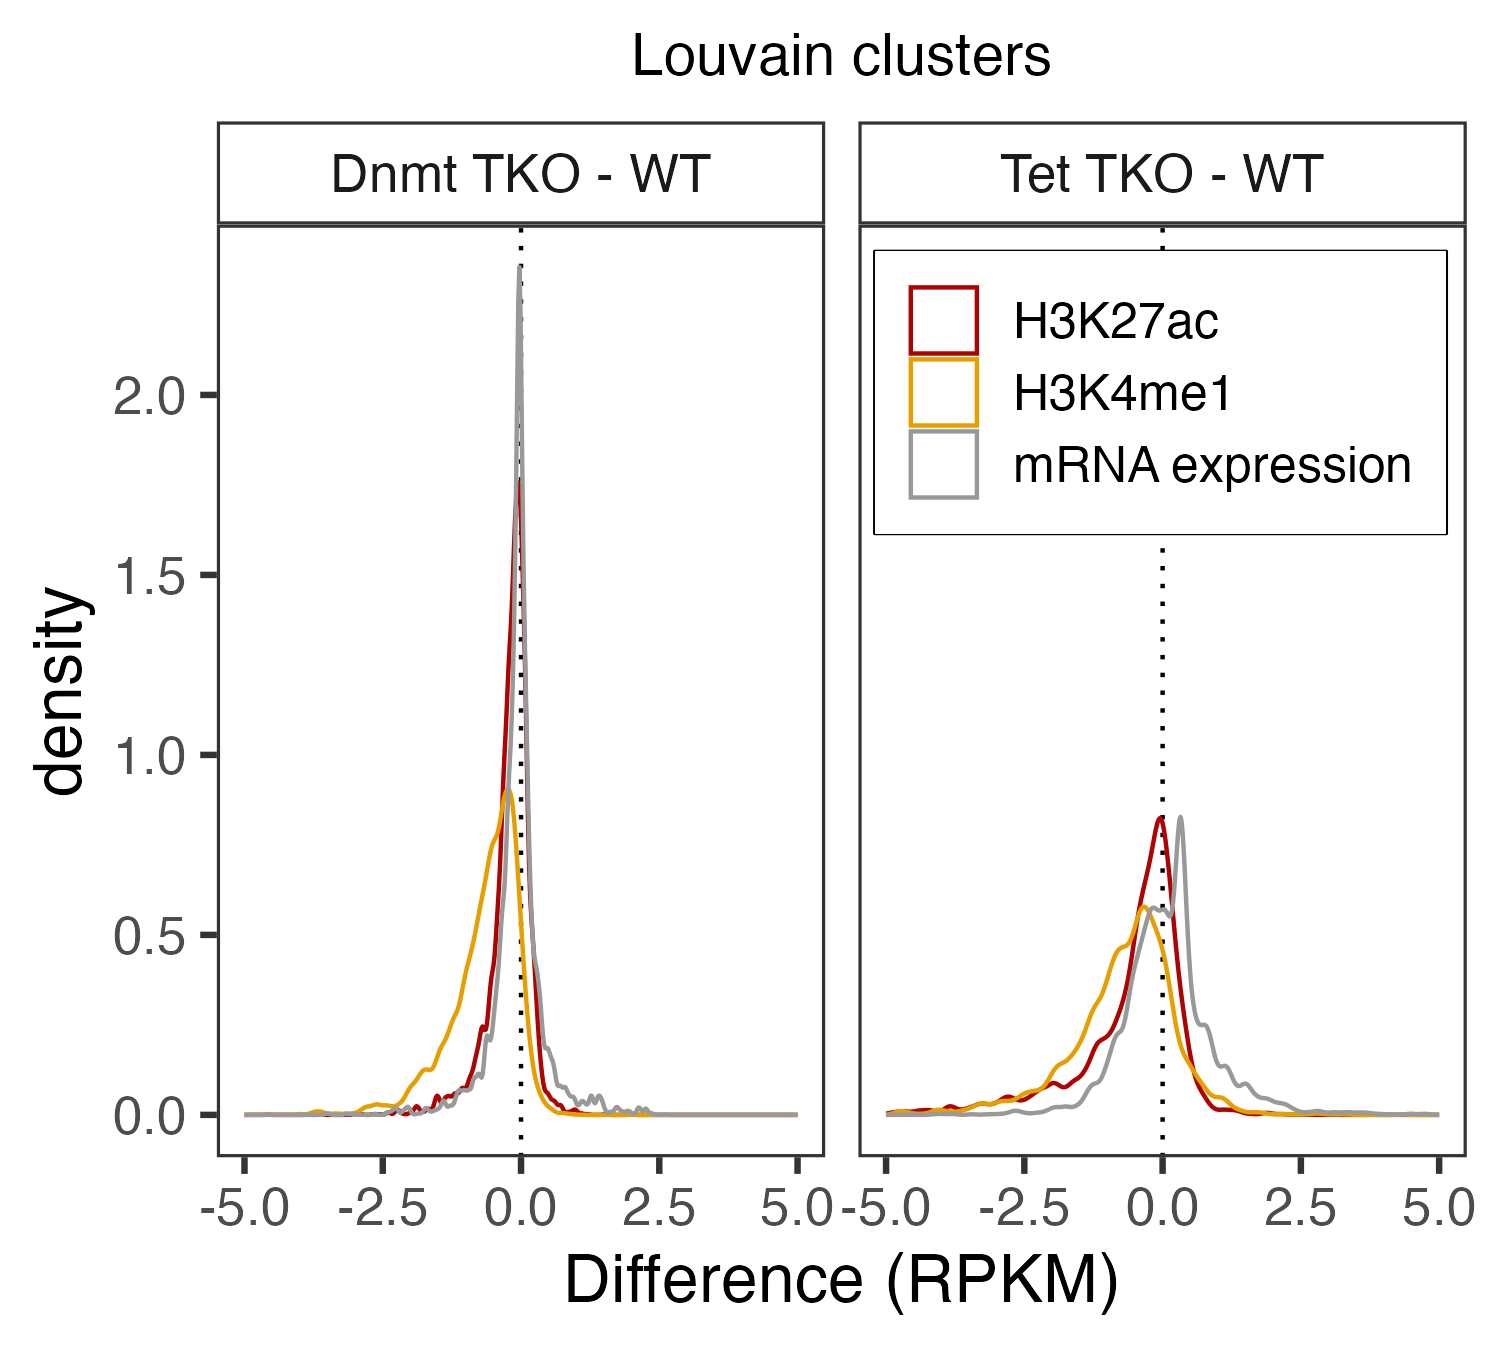 Louvain clusters
Dnmt TKO - WT
Tet TKO - WT
H3K27ac
H3K4me1
mRNA expression
density
2.0
1.5
1.0
0.5
0.0
-5.0 -2.5 0.0 2.5 5.0
-5.0 -2.5 0.0 2.5 5.0
Difference (RPKM)